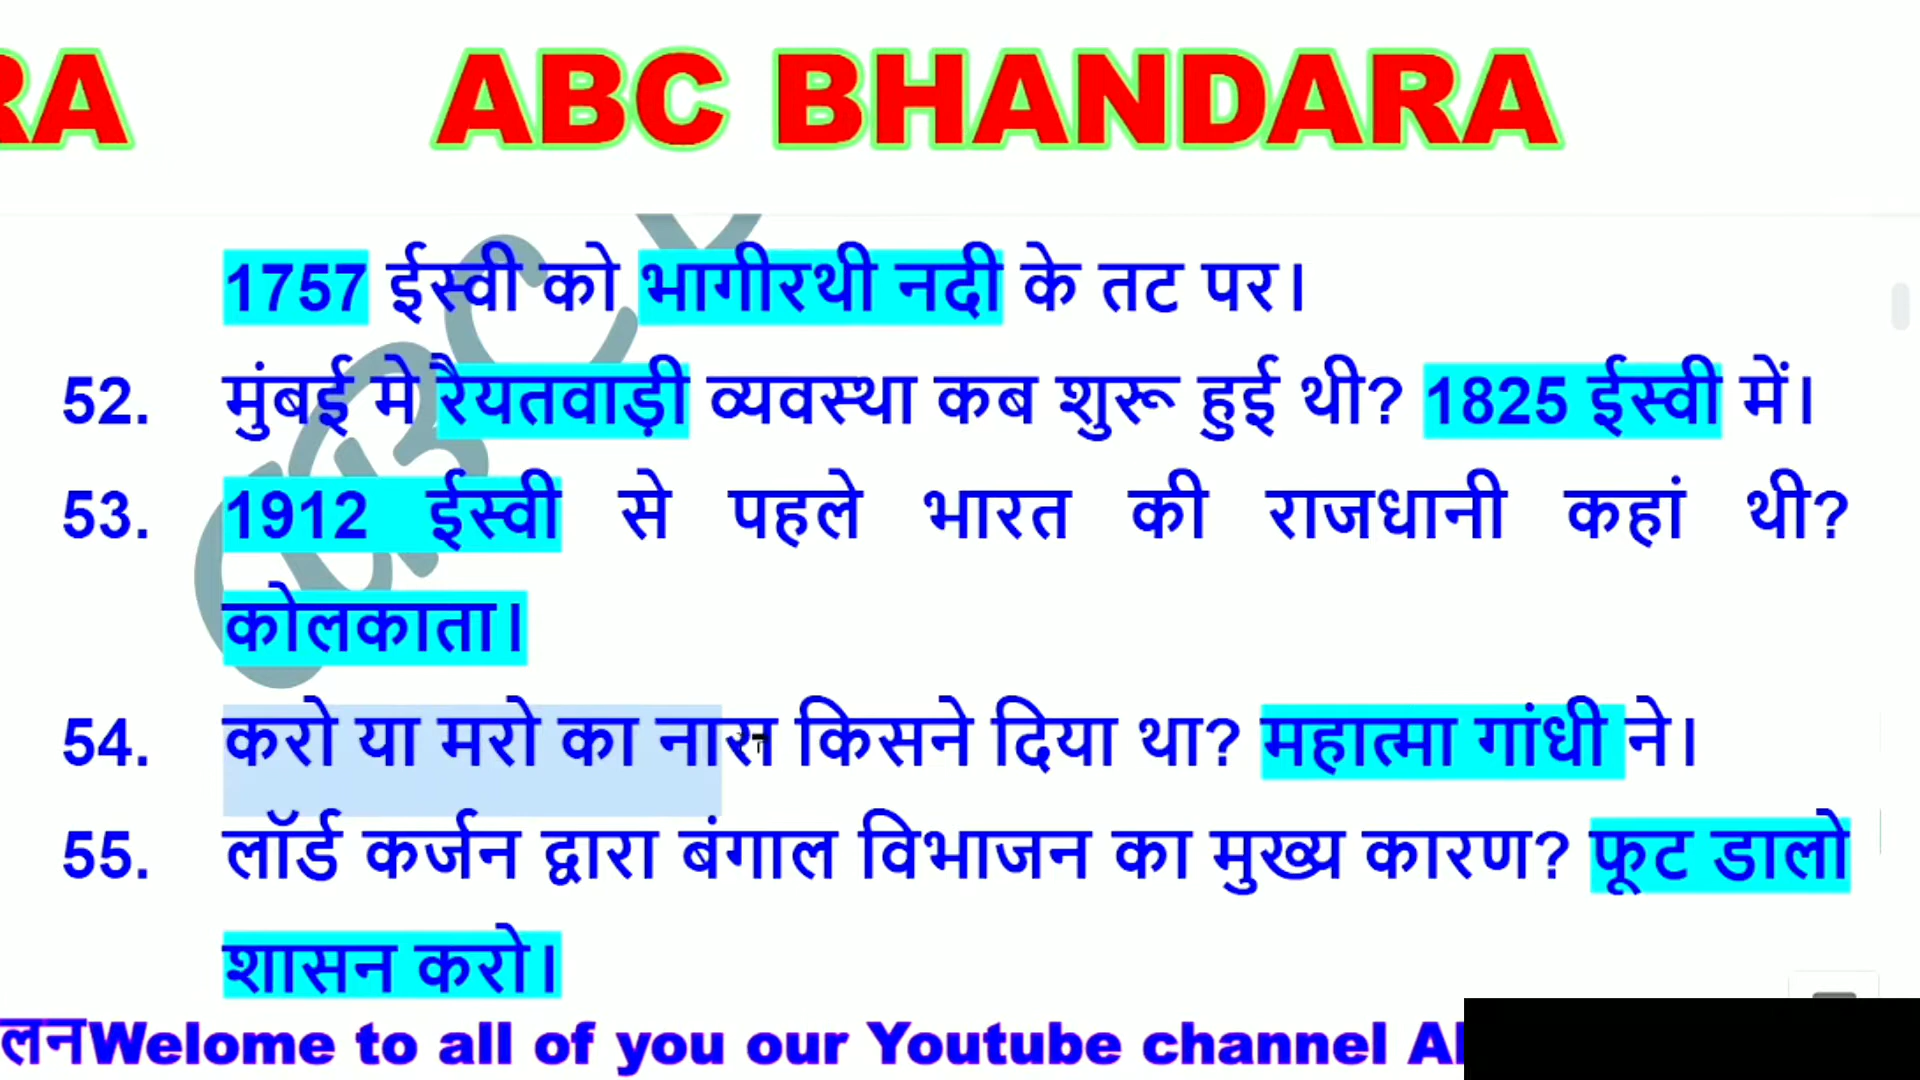 RA ABC BHANDARA
1757 ईस्वी को भागीरथी नदी के तट पर।
52. मुंबई मे रैयतवाड़ी व्यवस्था कब शुरू हुई थी? 1825 ईस्वी में।
53. 1912 ईस्वी से पहले भारत की राजधानी कहां थी?
कोलकाता।
54. करो या मरो का किसने दिया था? महात्मा गांधी ने।
55. लॉर्ड कर्जन द्वारा बंगाल विभाजन का मुख्य कारण? फूट डालो
शासन करो।
लनWelome to all of you our Youtube channel A